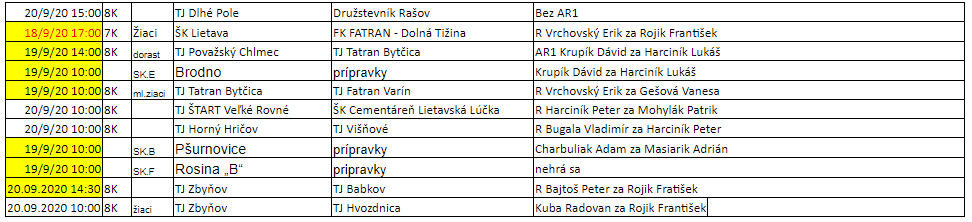 20/9/20 15:00 8K TJ Dlhé Pole Družstevník Rašov Bez AR1
18/9/20 17:00 7K Žiaci ŠK Lietava FK FATRAN - Dolná Tižina R Vrchovský Erik za Rojik František
19/9/20 14:00 8K dorast TJ Považský Chlmec TJ Tatran Bytčica AR1 Krupík Dávid za Harciník Lukáš
19/9/20 10:00 SK.E Brodno prípravky Krupík Dávid za Harciník Lukáš
19/9/20 10:00 8K ml.ziaci TJ Tatran Bytčica TJ Fatran Varín R Vrchovský Erik za Gešová Vanesa
20/9/20 10:00 8K TJ ŠTART Veľké Rovné ŠK Cementáreň Lietavská Lúčka R Harciník Peter za Mohylák Patrik
20/9/20 10:00 8K TJ Horný Hričov TJ Višňové R Bugala Vladimír za Harciník Peter
19/9/20 10:00 SK.B Pšurnovice prípravky Charbuliak Adam za Masiarik Adrián
19/9/20 10:00 SK.F Rosina „B“ prípravky nehrá sa
20.09.2020 14:30 8K TJ Zbyňov TJ Babkov R Bajtoš Peter za Rojik Fratišek
20.09.2020 10:00 8K žiaci TJ Zbyňov TJ Hvozdnica Kuba Radovan za Rojik František